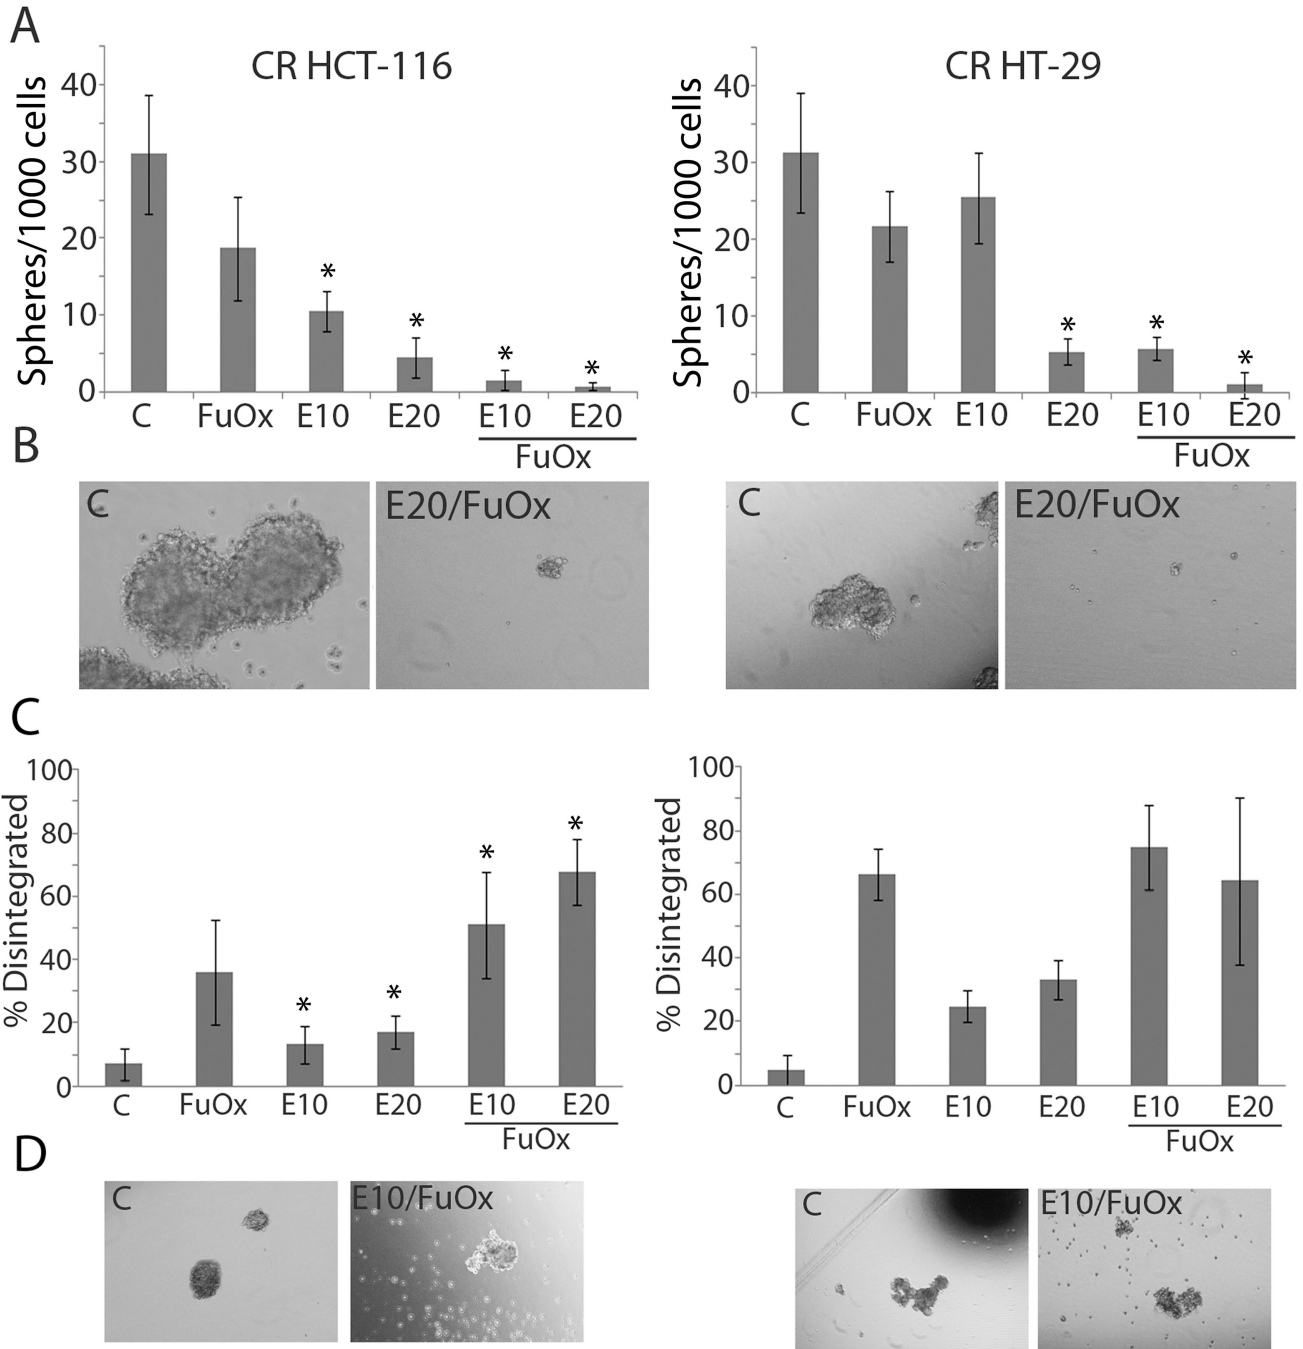 A
CR HCT-116
Spheres/1000 cells
40
30
20
10
0
*
*
*
*
C FuOx E10 E20 E10 E20
FuOx
CR HT-29
Spheres/1000 cells
40
30
20
10
0
*
*
*
C FuOx E10 E20 E10 E20
FuOx
B
C
E20/FuOx
C
E20/FuOx
C
% Disintegrated
100
80
60
40
20
0
*
*
*
*
C FuOx E10 E20 E10 E20
FuOx
% Disintegrated
100
80
60
40
20
0
C FuOx E10 E20 E10 E20
FuOx
D
C
E10/FuOx
C
E10/FuOx